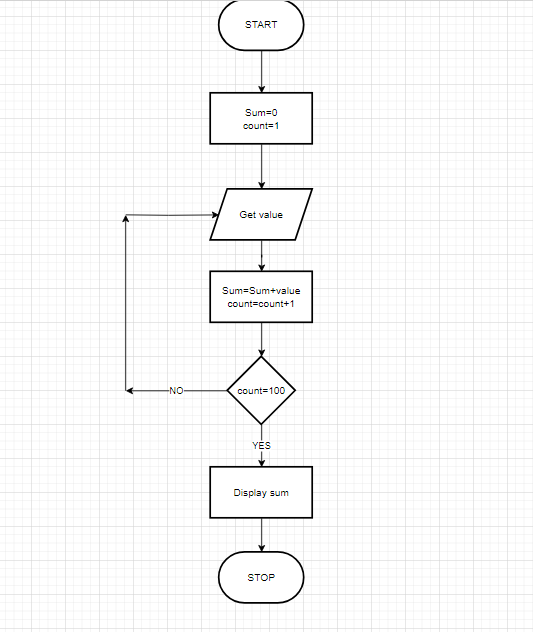 START
Sum=0
count=1
Get value
Sum=Sum+value
count=count+1
count=100
NO
YES
Display sum
STOP